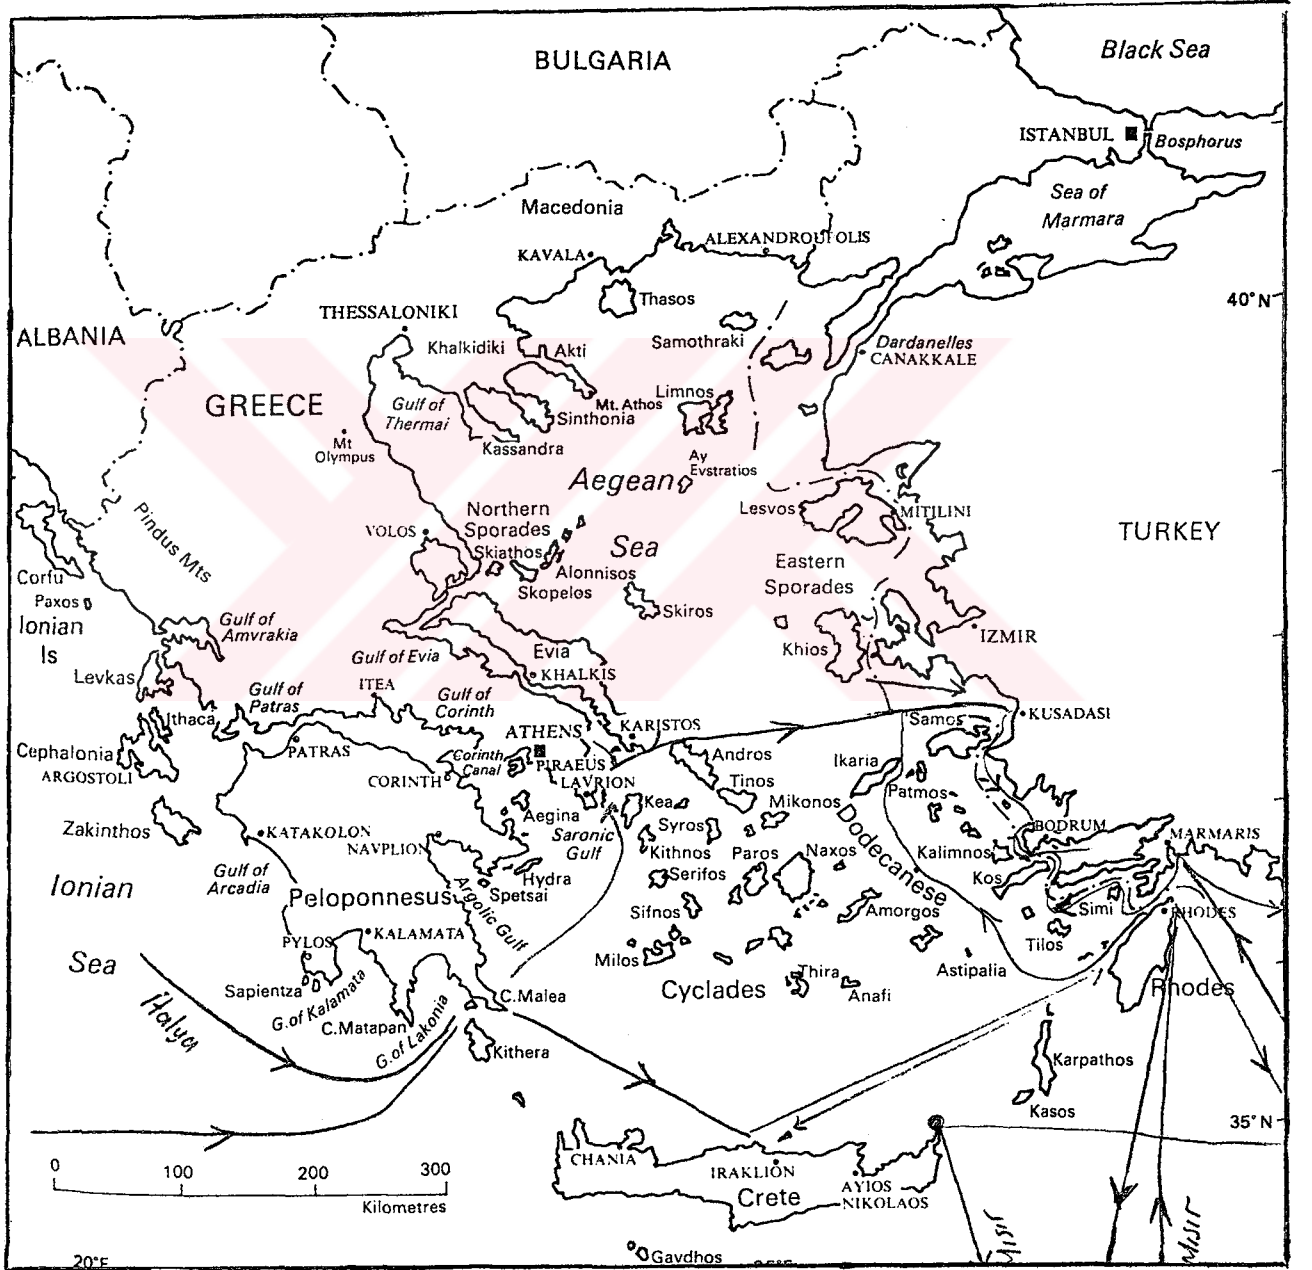 BULGARIA
Black Sea
ISTANBUL
Bosphorus
Sea of
Marmara
Macedonia
KAVALA
ALEXANDROUPOLIS
Thasos
40°N
THESSALONIKI
Samothraki
ALBANIA
Khalkidiki
Akti
Dardanelles
CANAKKALE
GREECE
Gulf of
Thermai
Limnos
Mt. Athos
Sinthonia
Mt
Olympus
Kassandra
Ay
Evstratios
Aegean
Sea
Lesvos
MITILINI
TURKEY
Pindus Mts
Northern
Sporades
VOLOS
Skiathos
Alonnisos
Skopelos
Skiros
Eastern
Sporades
Corfu
Paxos
Ionian
Is
Gulf of
Amvrakia
Levkas
Gulf of Evia
Evia
KHALKIS
Khios
IZMIR
Gulf of
Patras
ITEA
Gulf of
Corinth
Ithaca
Cephalonia
ARGOSTOLI
PATRAS
ATHENS
PIRAEUS
LAVRION
KARISTOS
Samos
KUSADASI
Corinth
Canal
CORINTH
Andros
Tinos
Ikaria
Patmos
Zakinthos
KATAKOLON
NAVPLION
Aegina
Saronic
Gulf
Kea
Syros
Mikonos
Kithnos
Serifos
Paros
Naxos
Dodecanese
Kalimnos
BODRUM
MARMARIS
Kos
Gulf of
Arcadia
Ionian
Sea
Peloponnesus
Argolic Gulf
Hydra
Spetsai
Sifnos
Amorgos
Simi
RHODES
Tilos
PYLOS
KALAMATA
Milos
Astipalia
Sapientza
G.of Kalamata
C.Matapan
G.of Lakonia
C.Malea
Cyclades
Thira
Anafi
Rhodes
İtalya
Kithera
Karpathos
Kasos
35°N
CHANIA
IRAKLION
Crete
AYIOS
NIKOLAOS
0 100 200 300
Kilometres
MISIR
MISIR
Gavdhos
20°E
25°E